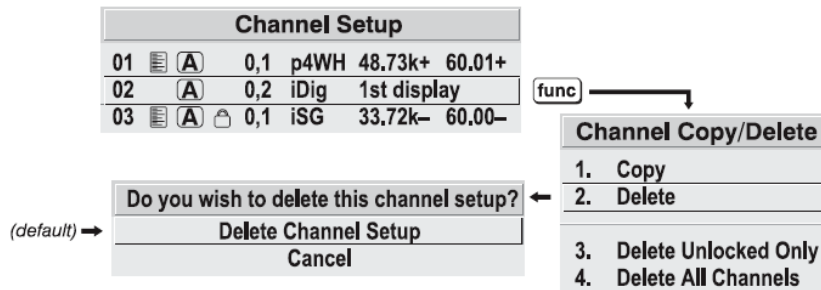 Channel Setup
01 A 0,1 p4WH 48.73k+ 60.01+
02 A 0,2 iDig 1st display
03 A 0,1 iSG 33.72k– 60.00–
func
Channel Copy/Delete
1. Copy
2. Delete
3. Delete Unlocked Only
4. Delete All Channels
Do you wish to delete this channel setup?
(default)
Delete Channel Setup
Cancel